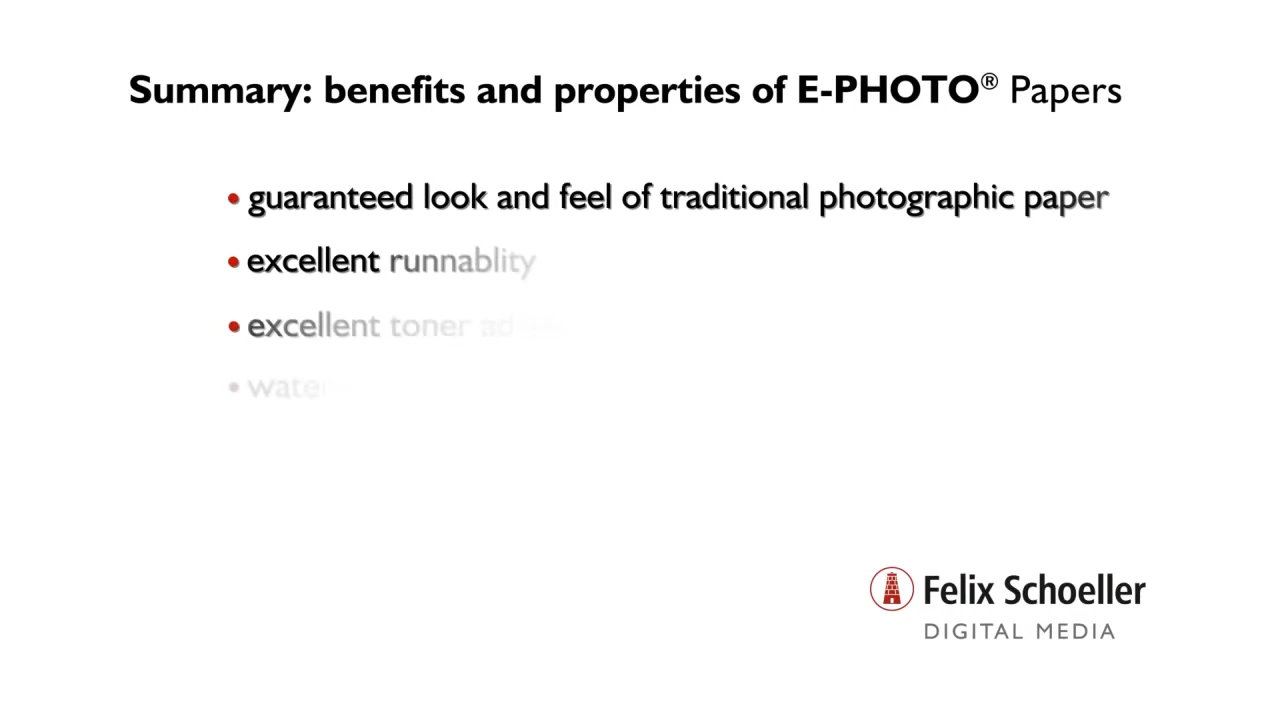 Summary: benefits and properties of E-PHOTO® Papers
• guaranteed look and feel of traditional photographic paper
• excellent runnablity
• excellent toner
Felix Schoeller
DIGITAL MEDIA